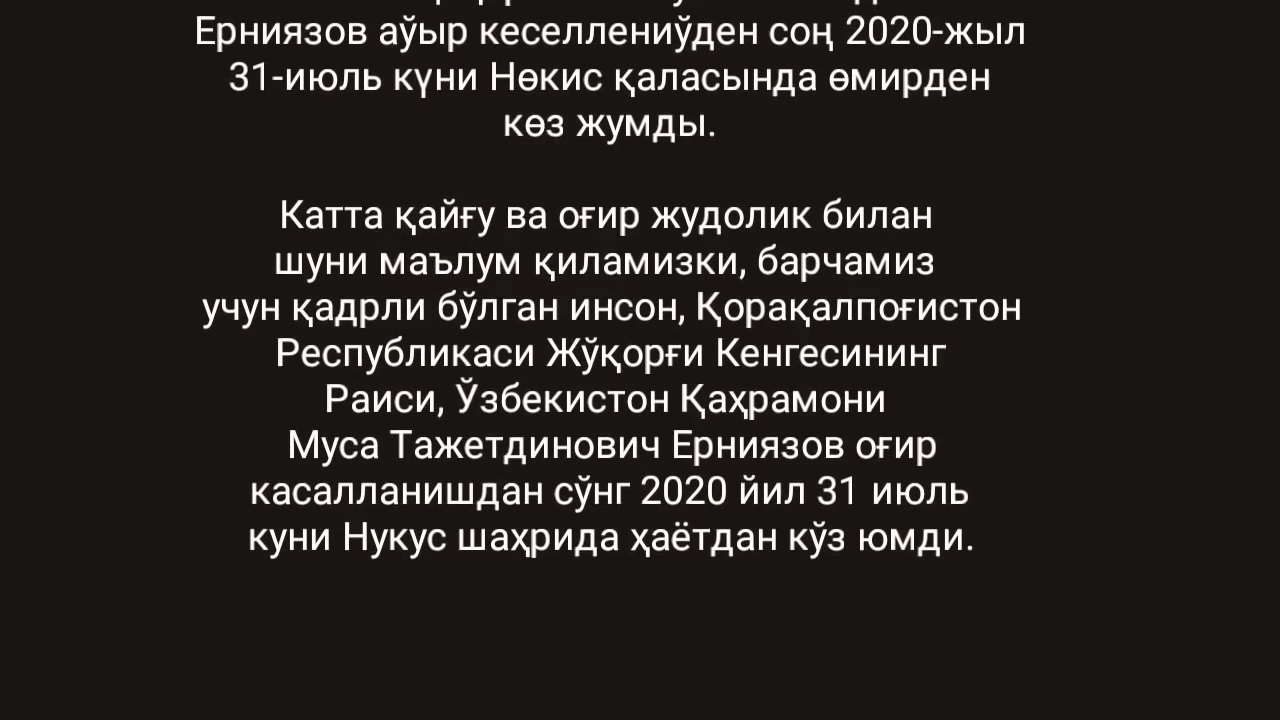 Ерниязов аўыр кеселлениўден соң 2020-жыл
31-июль күни Нөкис қаласында өмирден
көз жумды.
Катта қайғу ва оғир жудолик билан
шуни маълум қиламизки, барчамиз
учун қадрли бўлган инсон, Қорақалпоғистон
Республикаси Жўқорғи Кенгесининг
Раиси, Ўзбекистон Қаҳрамони
Муса Тажетдинович Ерниязов оғир
касалланишдан сўнг 2020 йил 31 июль
куни Нукус шаҳрида ҳаётдан кўз юмди.